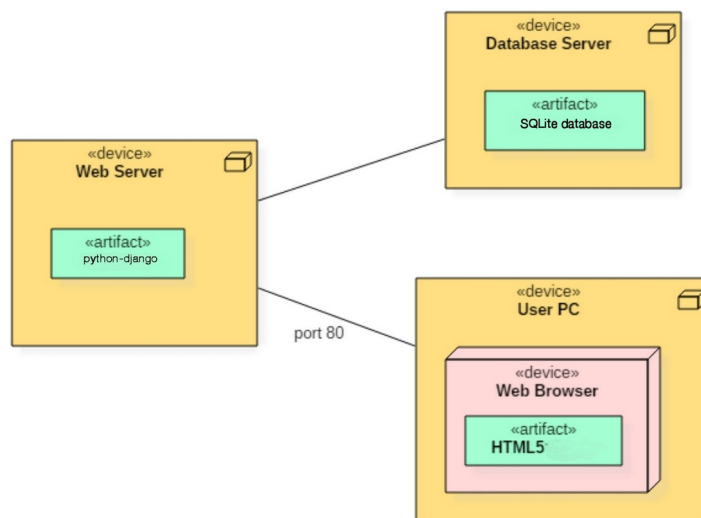 «device»
Database Server
«artifact»
SQLite database
«device»
Web Server
«artifact»
python-django
port 80
«device»
User PC
«device»
Web Browser
«artifact»
HTML5